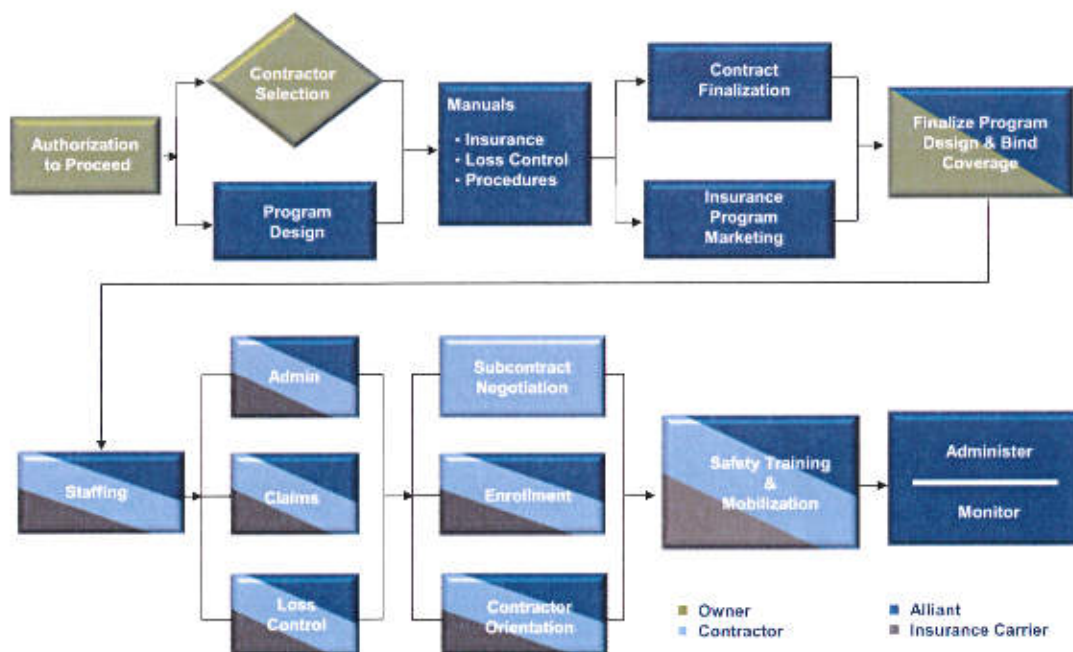 Authorization
to Proceed
Contractor
Selection
Program
Design
Manuals
• Insurance
• Loss Control
• Procedures
Contract
Finalization
Insurance
Program
Marketing
Finalize Program
Design & Bind
Coverage
Staffing
Admin
Claims
Loss
Control
Subcontract
Negotiation
Enrollment
Contractor
Orientation
Safety Training
&
Mobilization
Administer
Monitor
Owner
Contractor
Alliant
Insurance Carrier